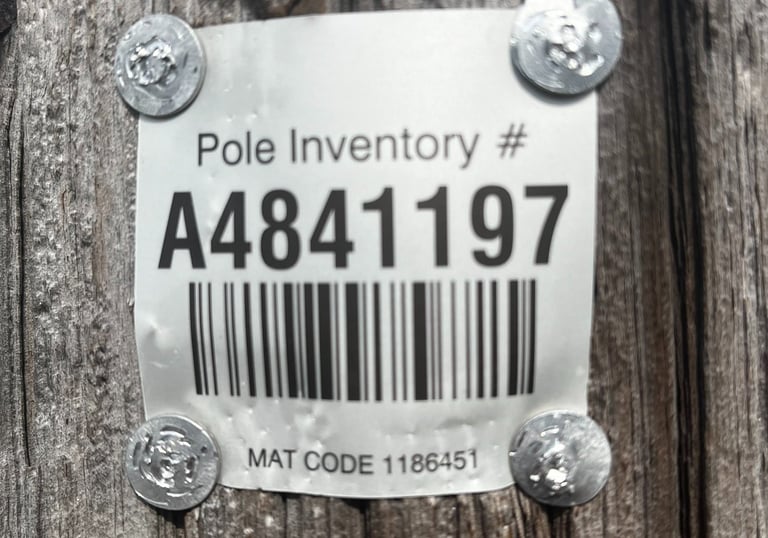 Pole Inventory #
A4841197
MAT CODE 1186451